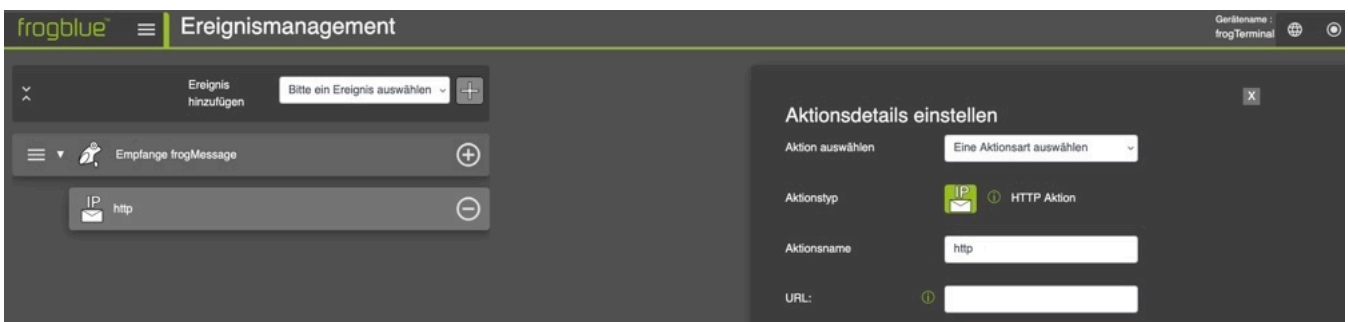 frogblue™
Ereignismanagement
Gerätename :
frogTerminal
Ereignis
hinzufügen
Bitte ein Ereignis auswählen
Empfange frogMessage
IP
http
X
Aktionsdetails einstellen
Aktion auswählen
Eine Aktionsart auswählen
Aktionstyp
IP
HTTP Aktion
Aktionsname
http
URL: